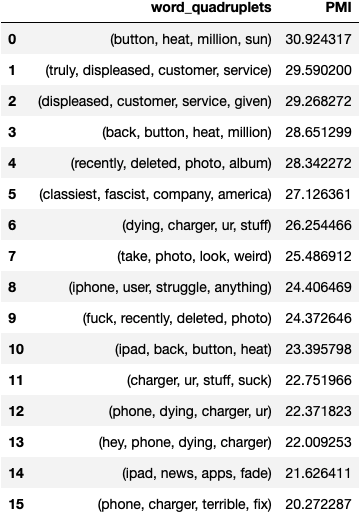 word_quadruplets PMI
0 (button, heat, million, sun) 30.924317
1 (truly, displeased, customer, service) 29.590200
2 (displeased, customer, service, given) 29.268272
3 (back, button, heat, million) 28.651299
4 (recently, deleted, photo, album) 28.342272
5 (classiest, fascist, company, america) 27.126361
6 (dying, charger, ur, stuff) 26.254466
7 (take, photo, look, weird) 25.486912
8 (iphone, user, struggle, anything) 24.406469
9 (fuck, recently, deleted, photo) 24.372646
10 (ipad, back, button, heat) 23.395798
11 (charger, ur, stuff, suck) 22.751966
12 (phone, dying, charger, ur) 22.371823
13 (hey, phone, dying, charger) 22.009253
14 (ipad, news, apps, fade) 21.626411
15 (phone, charger, terrible, fix) 20.272287